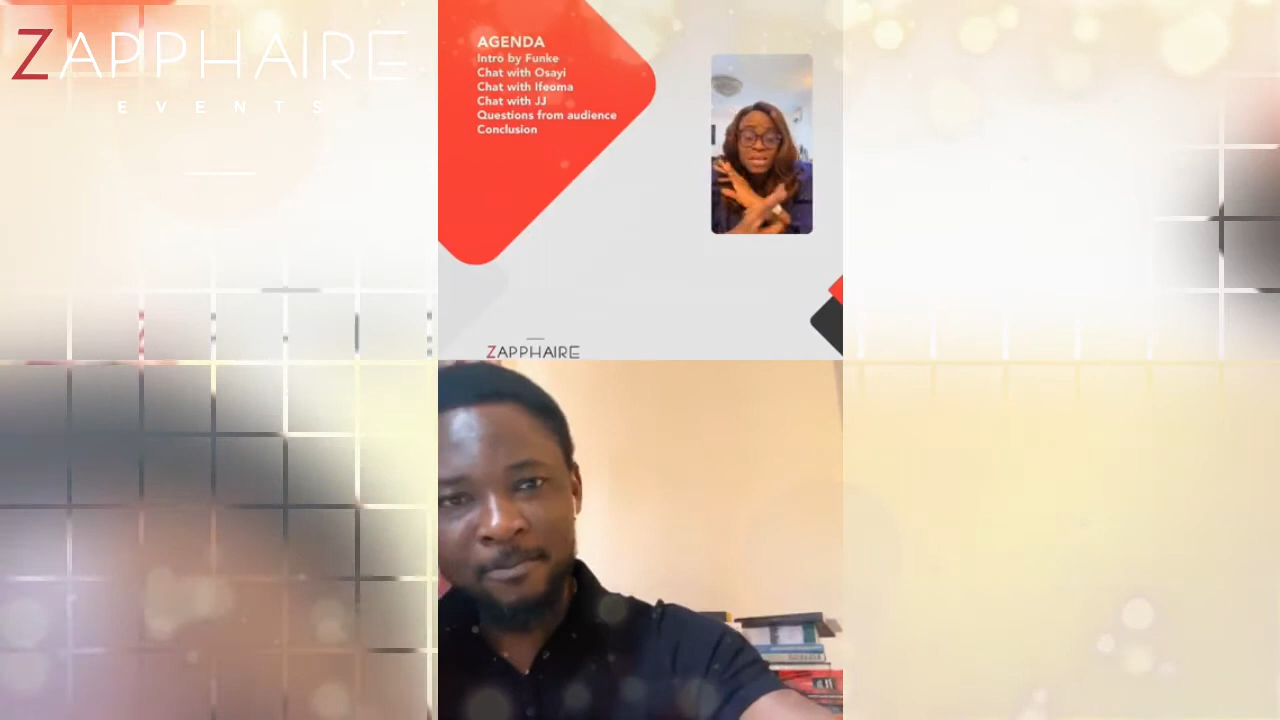 ZAPPHAIRE
EVENTS
AGENDA
Intro by Funke
Chat with Osayi
Chat with Ifeoma
Chat with JJ
Questions from audience
Conclusion
ZAPPHAIRE